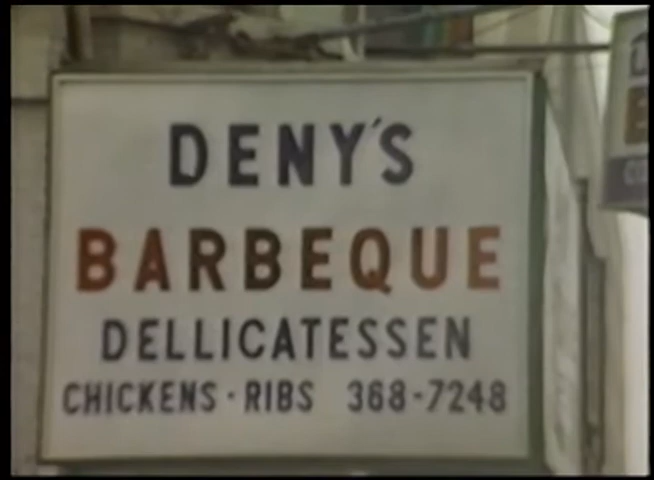 DENY'S
BARBEQUE
DELLICATESSEN
CHICKENS · RIBS 368-7248